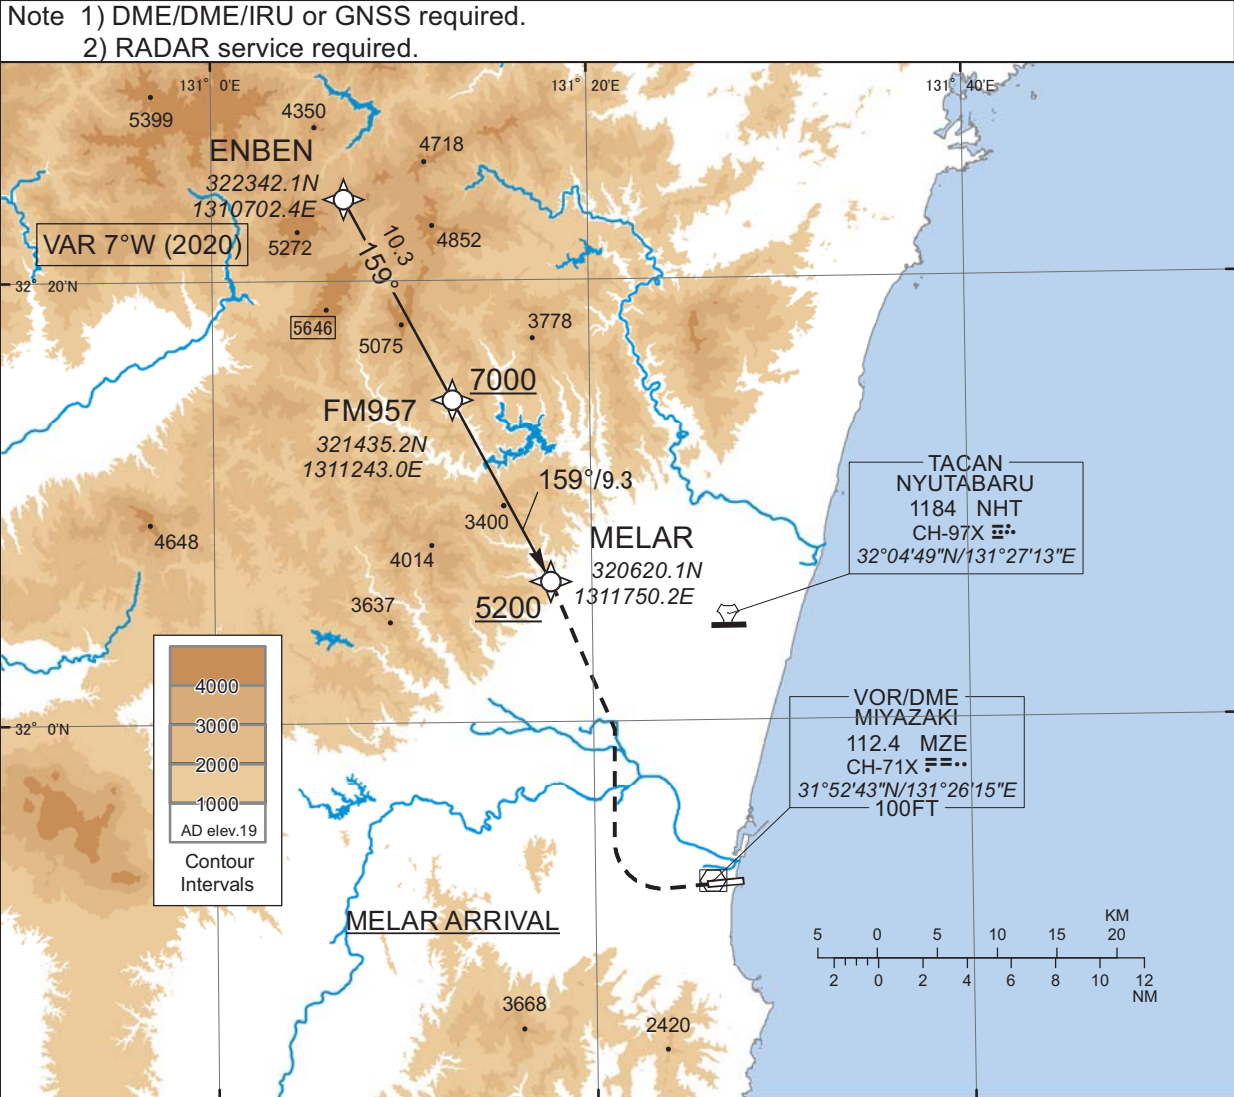 Note 1) DME/DME/IRU or GNSS required.
2) RADAR service required.
131° 0'E
131° 20'E
131° 40'E
5399
4350
4718
ENBEN
322342.1N
1310702.4E
VAR 7°W (2020)
5272
4852
10.3
159°
32° 20'N
5646
5075
3778
7000
FM957
321435.2N
1311243.0E
159°/9.3
3400
4648
4014
MELAR
320620.1N
1311750.2E
5200
3637
TACAN
NYUTABARU
1184 NHT
CH-97X
32°04'49"N/131°27'13"E
4000
3000
2000
1000
AD elev.19
Contour
Intervals
32° 0'N
VOR/DME
MIYAZAKI
112.4 MZE
CH-71X
31°52'43"N/131°26'15"E
100FT
MELAR ARRIVAL
KM
5 0 5 10 15 20
2 0 2 4 6 8 10 12
NM
3668
2420